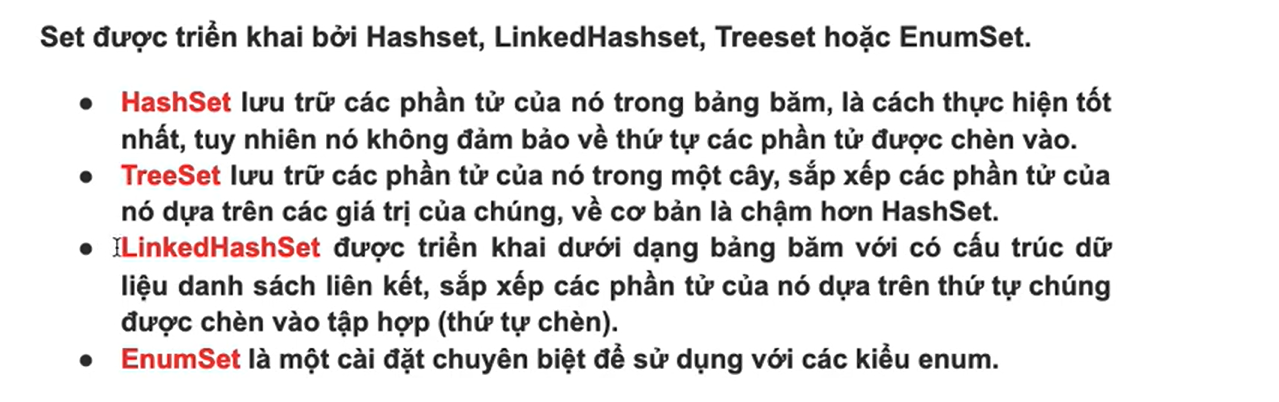 Set được triển khai bởi Hashset, LinkedHashset, Treeset hoặc EnumSet.
● HashSet lưu trữ các phần tử của nó trong bảng băm, là cách thực hiện tốt
nhất, tuy nhiên nó không đảm bảo về thứ tự các phần tử được chèn vào.
● TreeSet lưu trữ các phần tử của nó trong một cây, sắp xếp các phần tử của
nó dựa trên các giá trị của chúng, về cơ bản là chậm hơn HashSet.
● LinkedHashSet được triển khai dưới dạng bảng băm với có cấu trúc dữ
liệu danh sách liên kết, sắp xếp các phần tử của nó dựa trên thứ tự chúng
được chèn vào tập hợp (thứ tự chèn).
● EnumSet là một cài đặt chuyên biệt để sử dụng với các kiểu enum.